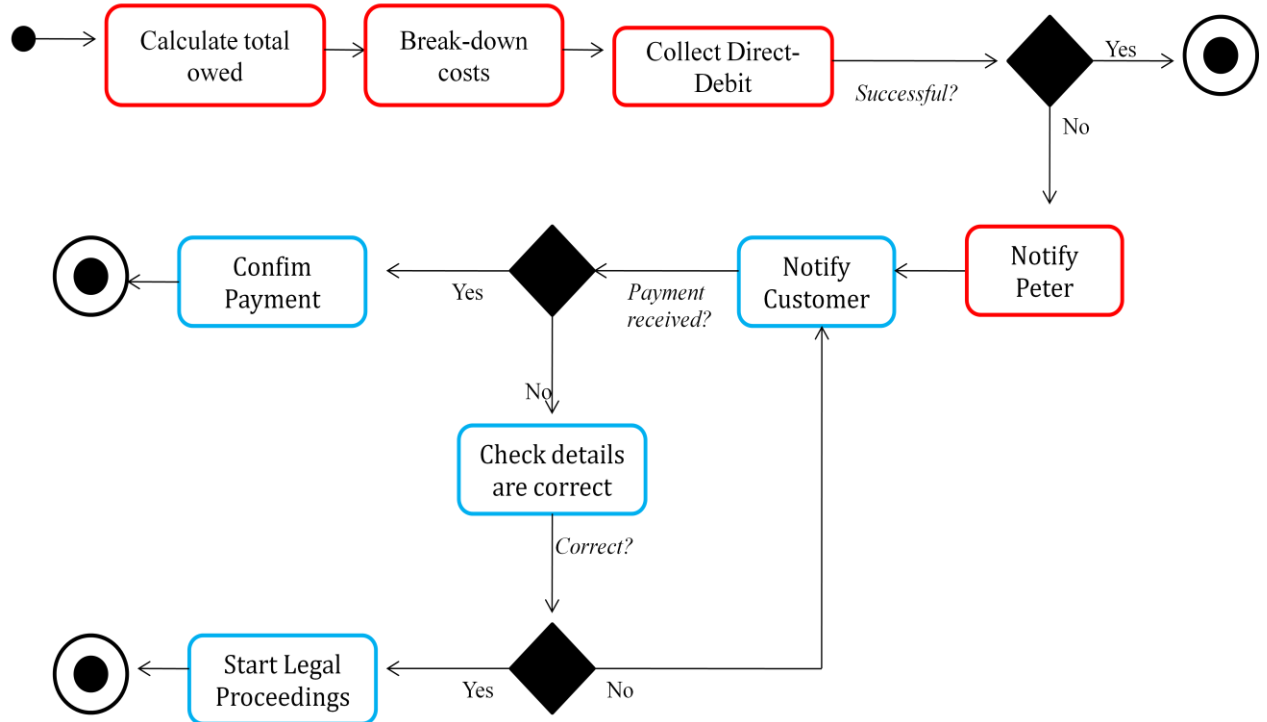 Calculate total
owed
Break-down
costs
Collect Direct-
Debit
Successful?
Yes
No
Notify
Peter
Notify
Customer
Payment
received?
Yes
Confim
Payment
No
Check details
are correct
Correct?
Yes
No
Start Legal
Proceedings